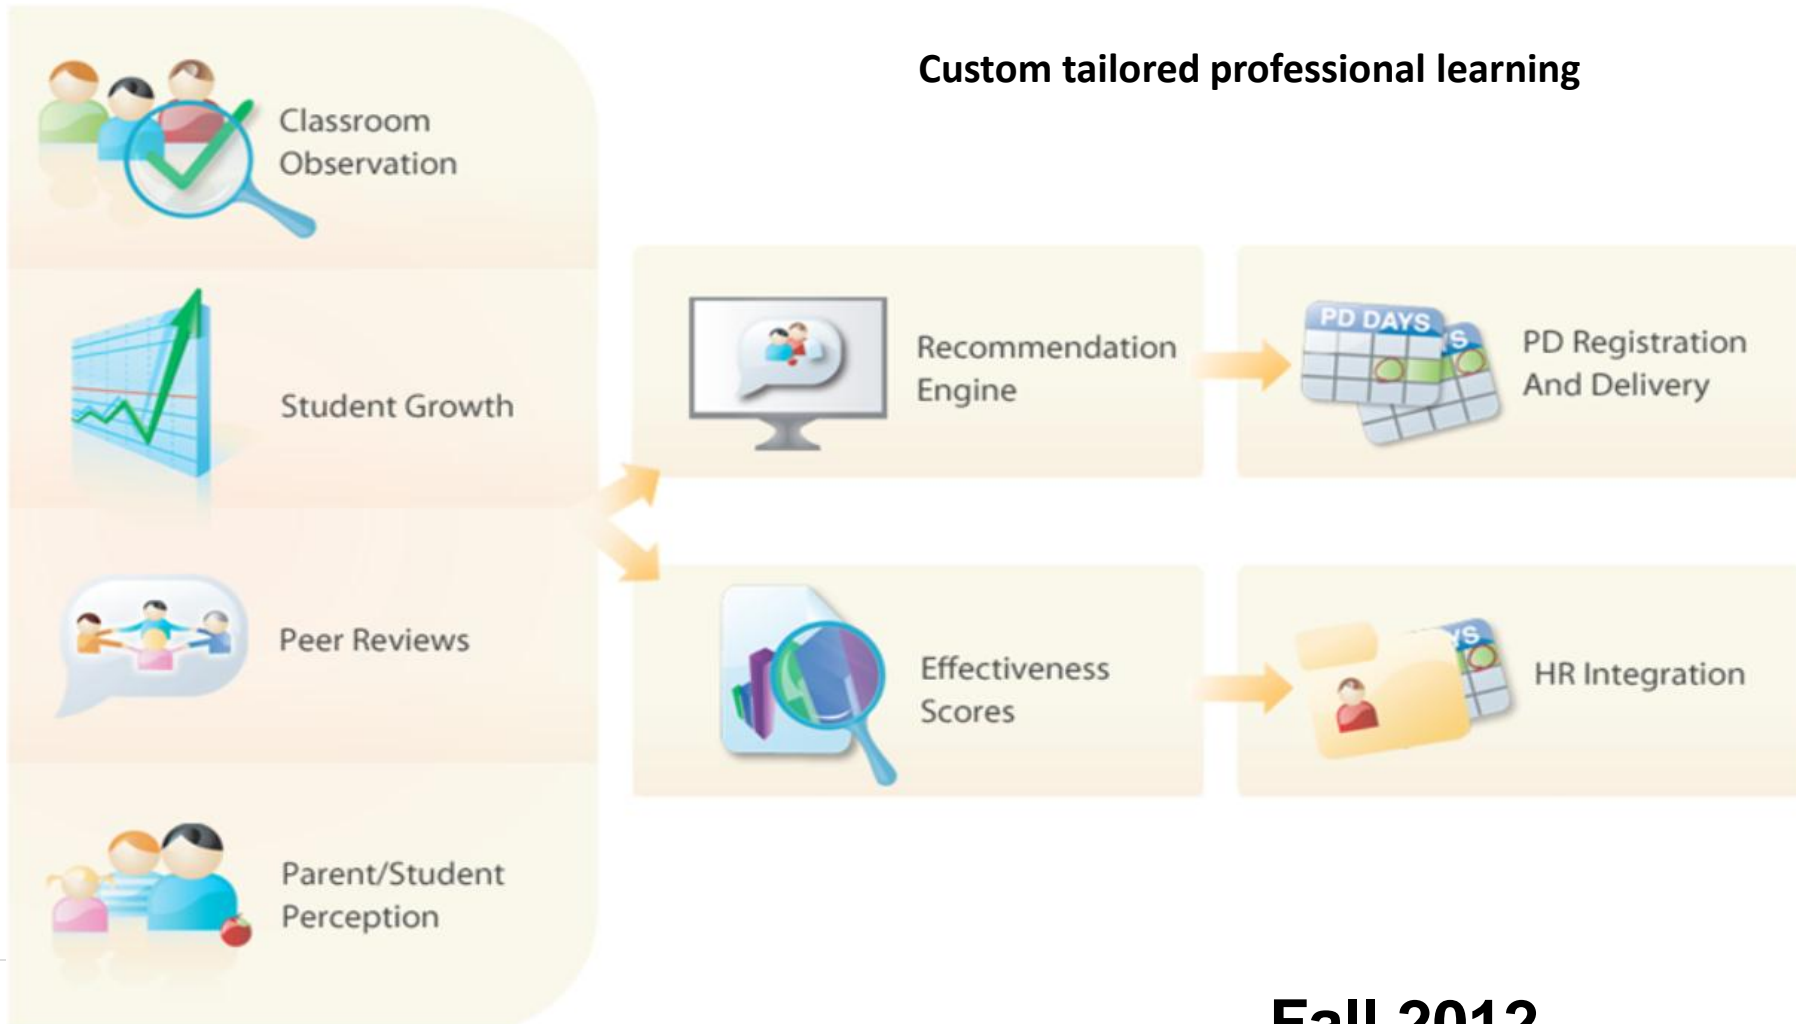 Custom tailored professional learning
Classroom
Observation
Student Growth
Peer Reviews
Parent/Student
Perception
Recommendation
Engine
PD DAYS
S
PD Registration
And Delivery
Effectiveness
Scores
YS
HR Integration
Fall 2012